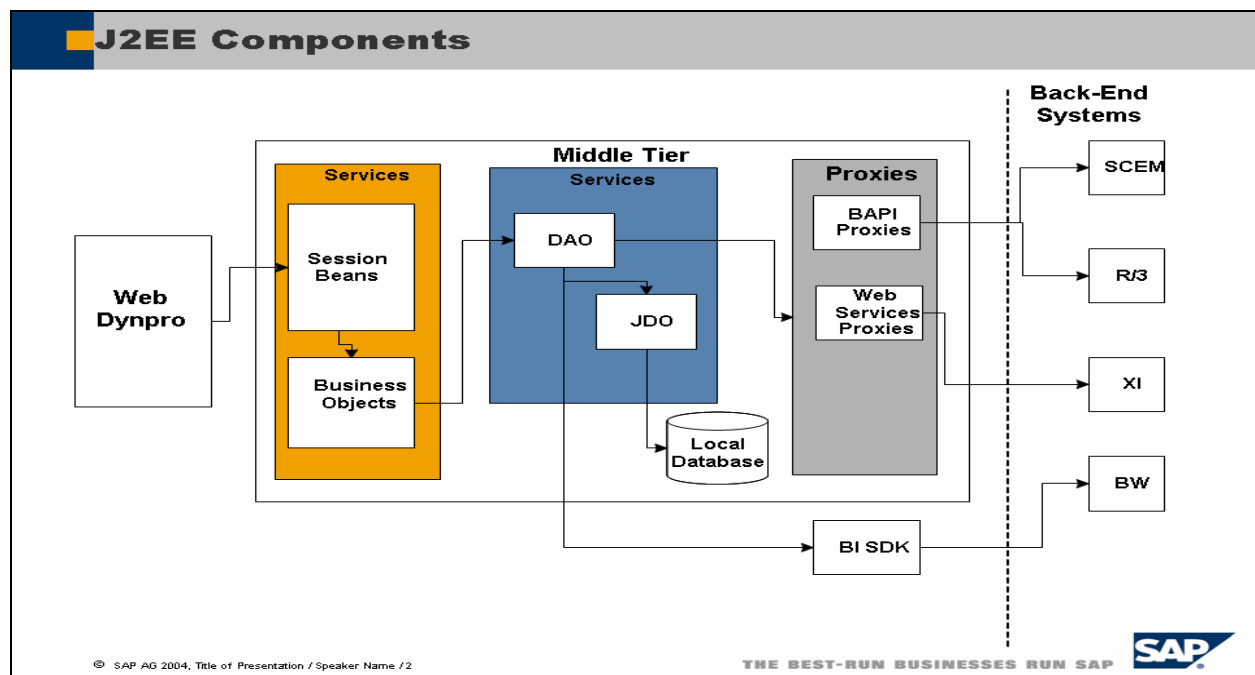 J2EE Components
Back-End
Systems
Middle Tier
Services
Services
Proxies
Web
Dynpro
Session
Beans
Business
Objects
DAO
JDO
Local
Database
BAPI
Proxies
Web
Services
Proxies
BI SDK
SCEM
R/3
XI
BW
© SAP AG 2004, Title of Presentation / Speaker Name / 2
THE BEST-RUN BUSINESSES RUN SAP
SAP®